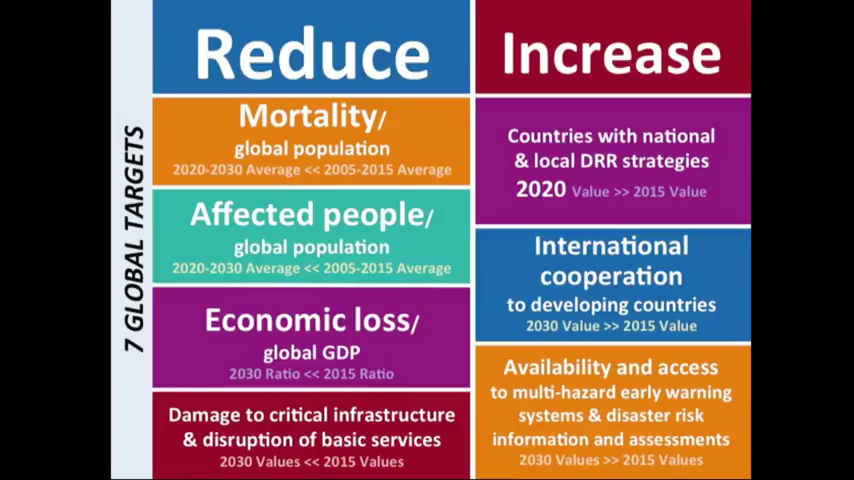 7 GLOBAL TARGETS
Reduce
Mortality/
global population
2020-2030 Average << 2005-2015 Average
Affected people/
global population
2020-2030 Average << 2005-2015 Average
Economic loss/
global GDP
2030 Ratio << 2015 Ratio
Damage to critical infrastructure
& disruption of basic services
2030 Values << 2015 Values
Increase
Countries with national
& local DRR strategies
2020 Value >> 2015 Value
International
cooperation
to developing countries
2030 Value >> 2015 Value
Availability and access
to multi-hazard early warning
systems & disaster risk
information and assessments
2030 Values >> 2015 Values